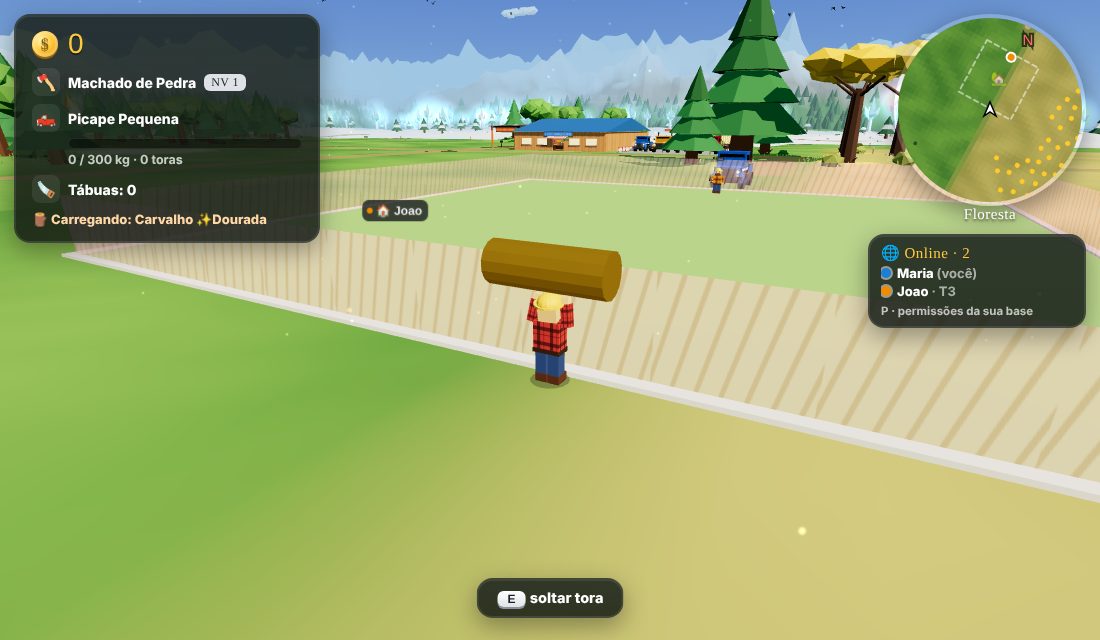 0
Machado de Pedra NV 1
Picape Pequena
0 / 300 kg · 0 toras
Tábuas: 0
Carregando: Carvalho ✨Dourada
Joao
N
Floresta
Online · 2
Maria (você)
Joao · T3
P · permissões da sua base
E soltar tora